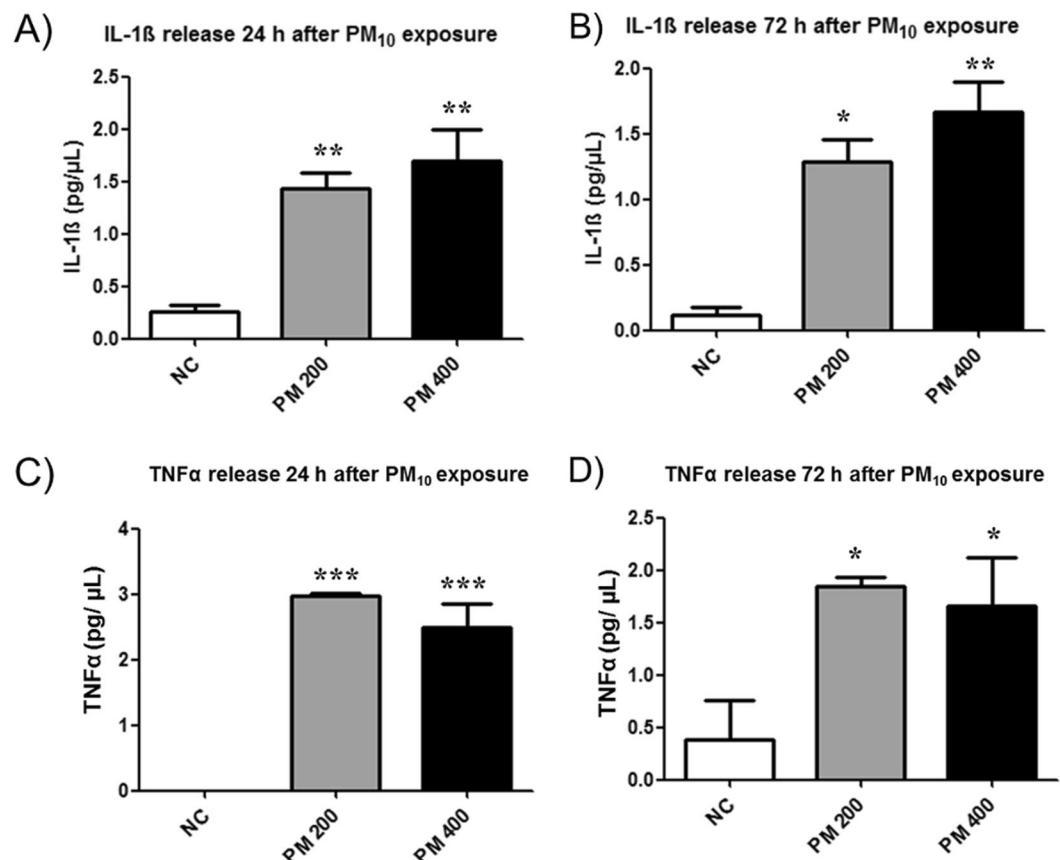 A)
IL-1ß release 24 h after PM₁₀ exposure
IL-1ß (pg/µL)
2.5
2.0
1.5
1.0
0.5
0.0
**
**
NC
PM 200
PM 400
B)
IL-1ß release 72 h after PM₁₀ exposure
IL-1ß (pg/µL)
2.0
1.5
1.0
0.5
0.0
*
**
NC
PM 200
PM 400
C)
TNFα release 24 h after PM₁₀ exposure
TNFα (pg/ µL)
4
3
2
1
0
***
***
NC
PM 200
PM 400
D)
TNFα release 72 h after PM₁₀ exposure
TNFα (pg/ µL)
2.5
2.0
1.5
1.0
0.5
0.0
*
*
NC
PM 200
PM 400